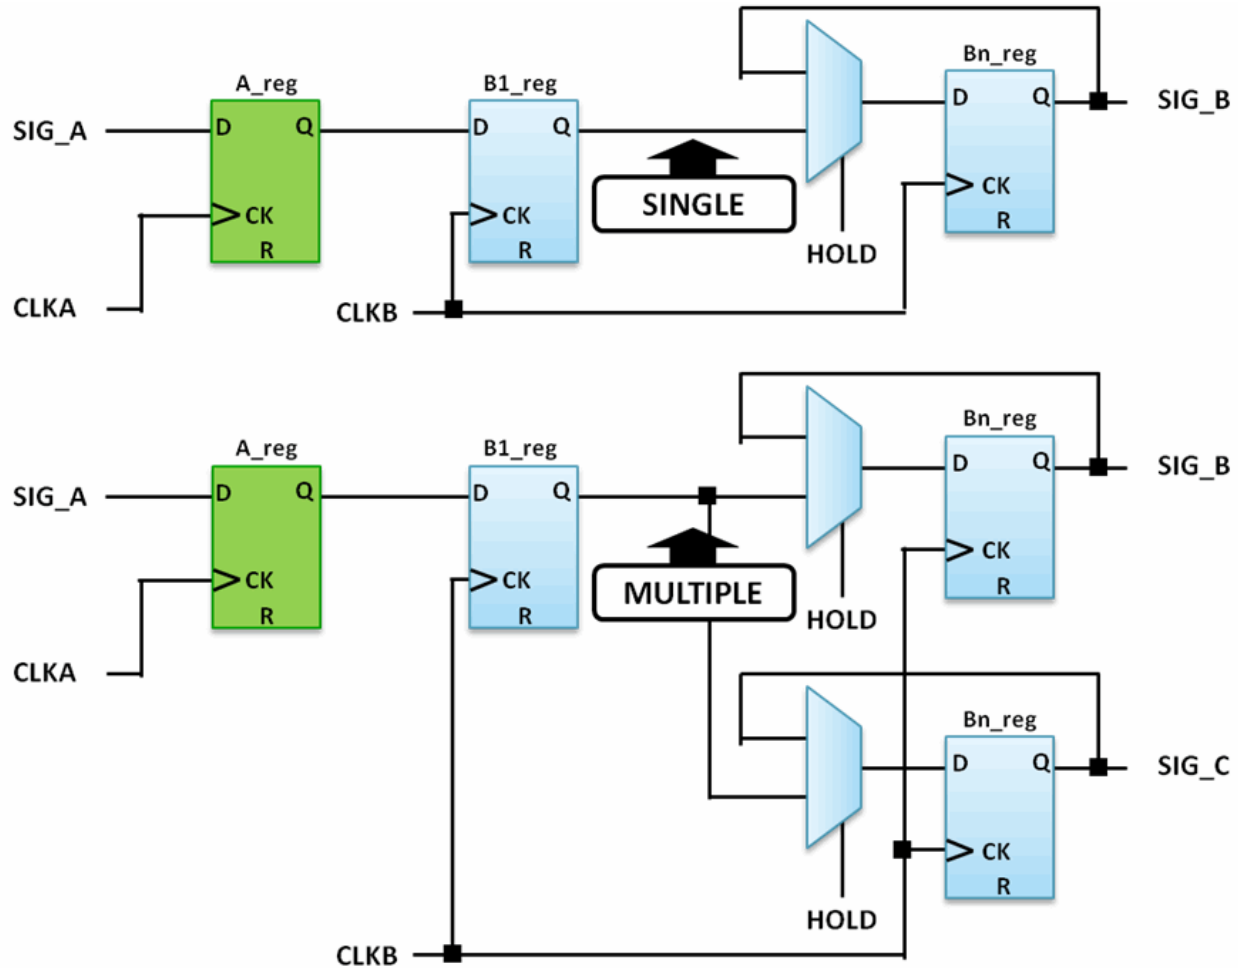 A_reg B1_reg Bn_reg
D Q D Q D Q SIG_B
SIG_A
SINGLE
CK CK CK
R R R
HOLD
CLKA CLKB
A_reg B1_reg Bn_reg
D Q D Q D Q SIG_B
SIG_A
MULTIPLE
CK CK CK
R R R
HOLD
CLKA
Bn_reg
D Q SIG_C
CK
R
HOLD
CLKB